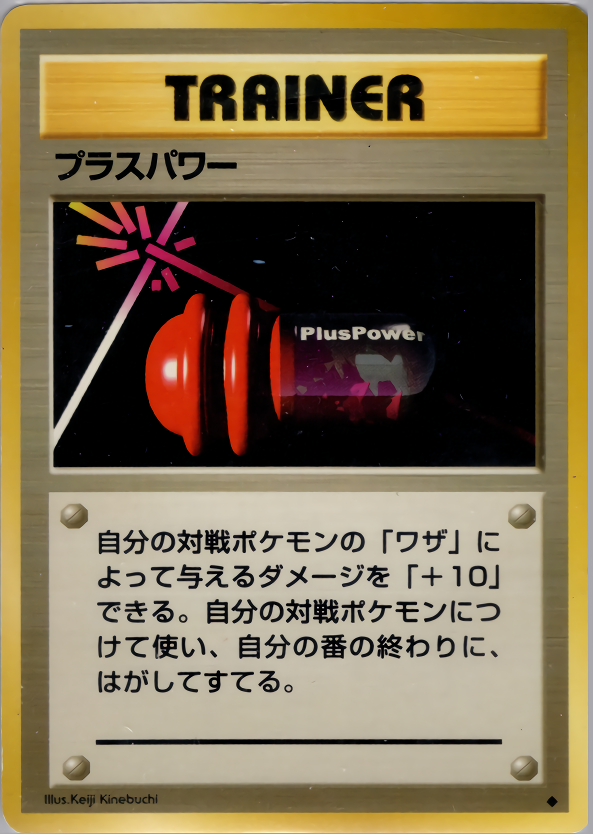 TRAINER
プラスパワー
PlusPower
自分の対戦ポケモンの「ワザ」に
よって与えるダメージを「＋10」
できる。自分の対戦ポケモンにつ
けて使い、自分の番の終わりに、
はがしてすてる。
Illus.Keiji Kinebuchi